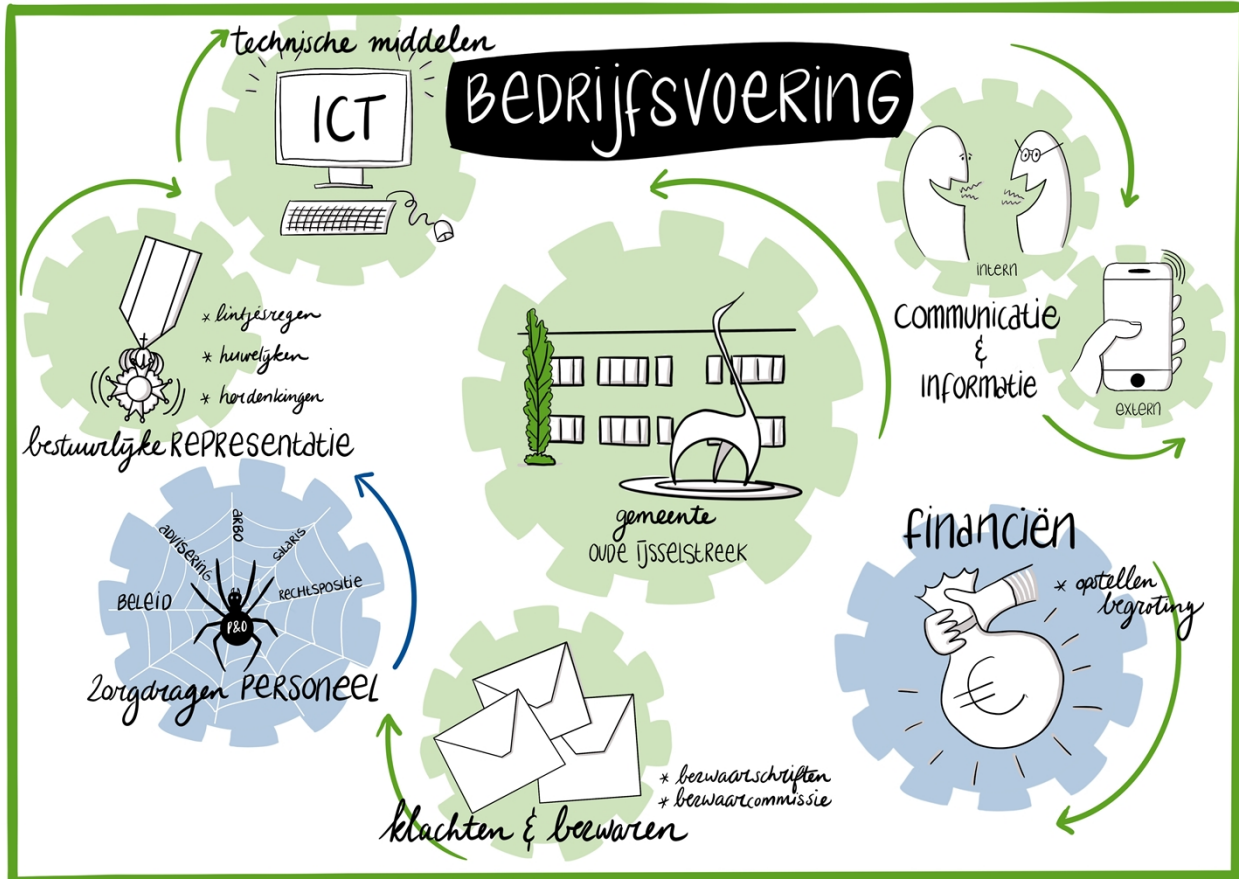 BEDRIJFSVOERING
technische middelen
ICT
* lintjesregen
* huwelijken
* herdenkingen
bestuurlijke REPRESENTATIE
intern
COMMUNICATIE
&
INFORMATIE
extern
gemeente
OUDE IJSSELSTREEK
financiën
* opstellen
begroting
BELEID
ADVISERING
ARBO
SALARIS
RECHTSPOSITIE
P&O
Zorgdragen PERSONEEL
* bezwaarschriften
* bezwaarcommissie
klachten & bezwaren